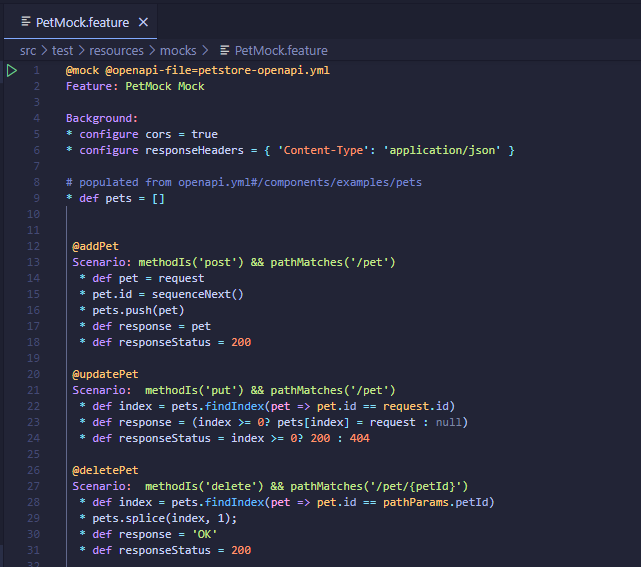 PetMock.feature
src > test > resources > mocks > PetMock.feature
1 @mock @openapi-file=petstore-openapi.yml
2 Feature: PetMock Mock
3
4 Background:
5 * configure cors = true
6 * configure responseHeaders = { 'Content-Type': 'application/json' }
7
8 # populated from openapi.yml#/components/examples/pets
9 * def pets = []
10
11
12 @addPet
13 Scenario: methodIs('post') && pathMatches('/pet')
14 * def pet = request
15 * pet.id = sequenceNext()
16 * pets.push(pet)
17 * def response = pet
18 * def responseStatus = 200
19
20 @updatePet
21 Scenario:  methodIs('put') && pathMatches('/pet')
22 * def index = pets.findIndex(pet => pet.id == request.id)
23 * def response = (index >= 0? pets[index] = request : null)
24 * def responseStatus = index >= 0? 200 : 404
25
26 @deletePet
27 Scenario:  methodIs('delete') && pathMatches('/pet/{petId}')
28 * def index = pets.findIndex(pet => pet.id == pathParams.petId)
29 * pets.splice(index, 1);
30 * def response = 'OK'
31 * def responseStatus = 200
32